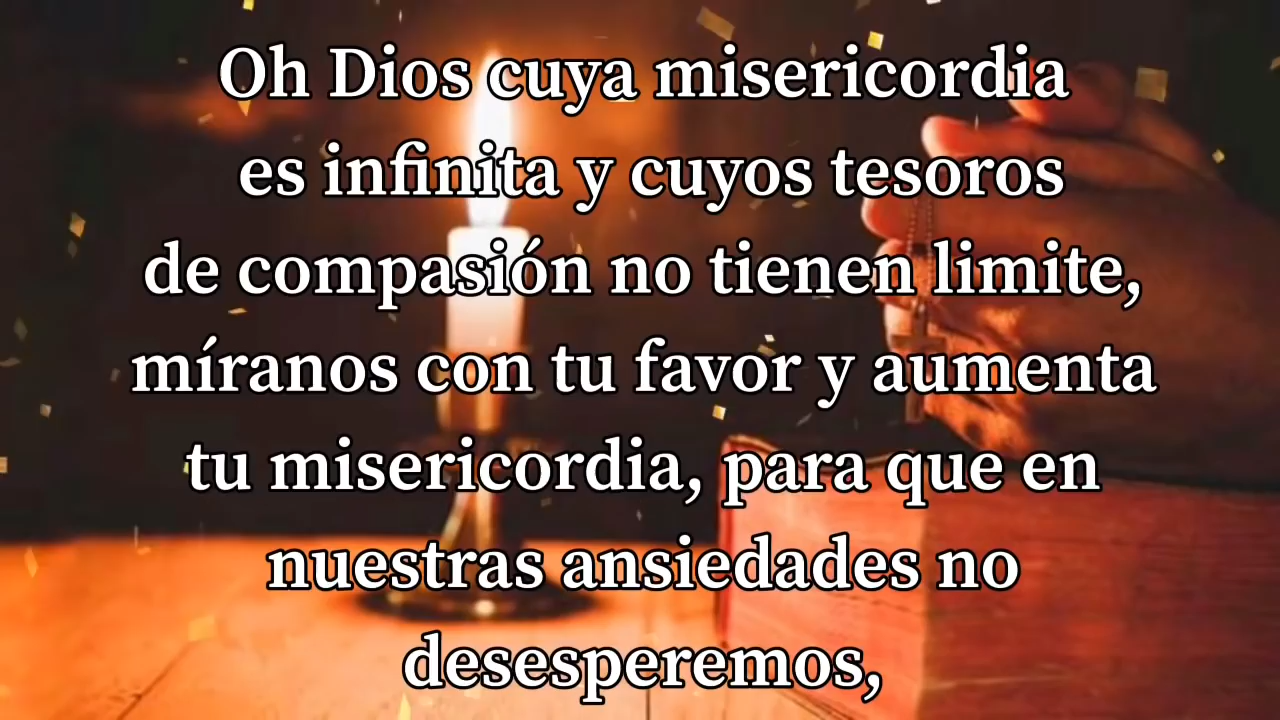 Oh Dios cuya misericordia
es infinita y cuyos tesoros
de compasión no tienen limite,
míranos con tu favor y aumenta
tu misericordia, para que en
nuestras ansiedades no
desesperemos,